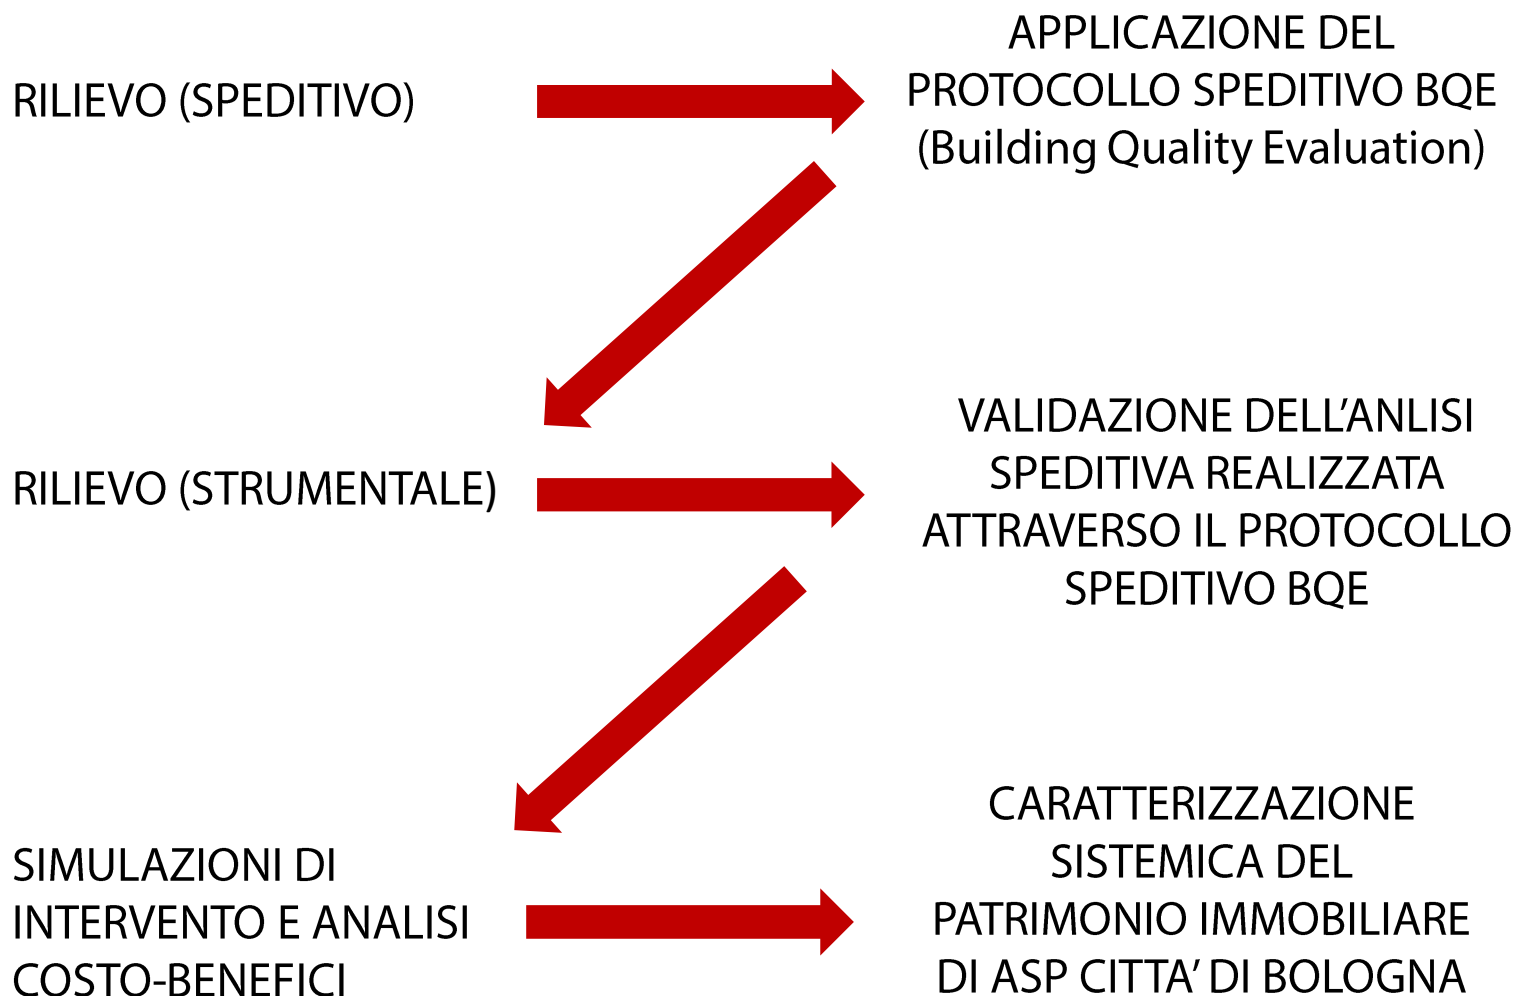 RILIEVO (SPEDITIVO)
APPLICAZIONE DEL
PROTOCOLLO SPEDITIVO BQE
(Building Quality Evaluation)
RILIEVO (STRUMENTALE)
VALIDAZIONE DELL’ANLISI
SPEDITIVA REALIZZATA
ATTRAVERSO IL PROTOCOLLO
SPEDITIVO BQE
SIMULAZIONI DI
INTERVENTO E ANALISI
COSTO-BENEFICI
CARATTERIZZAZIONE
SISTEMICA DEL
PATRIMONIO IMMOBILIARE
DI ASP CITTA’ DI BOLOGNA